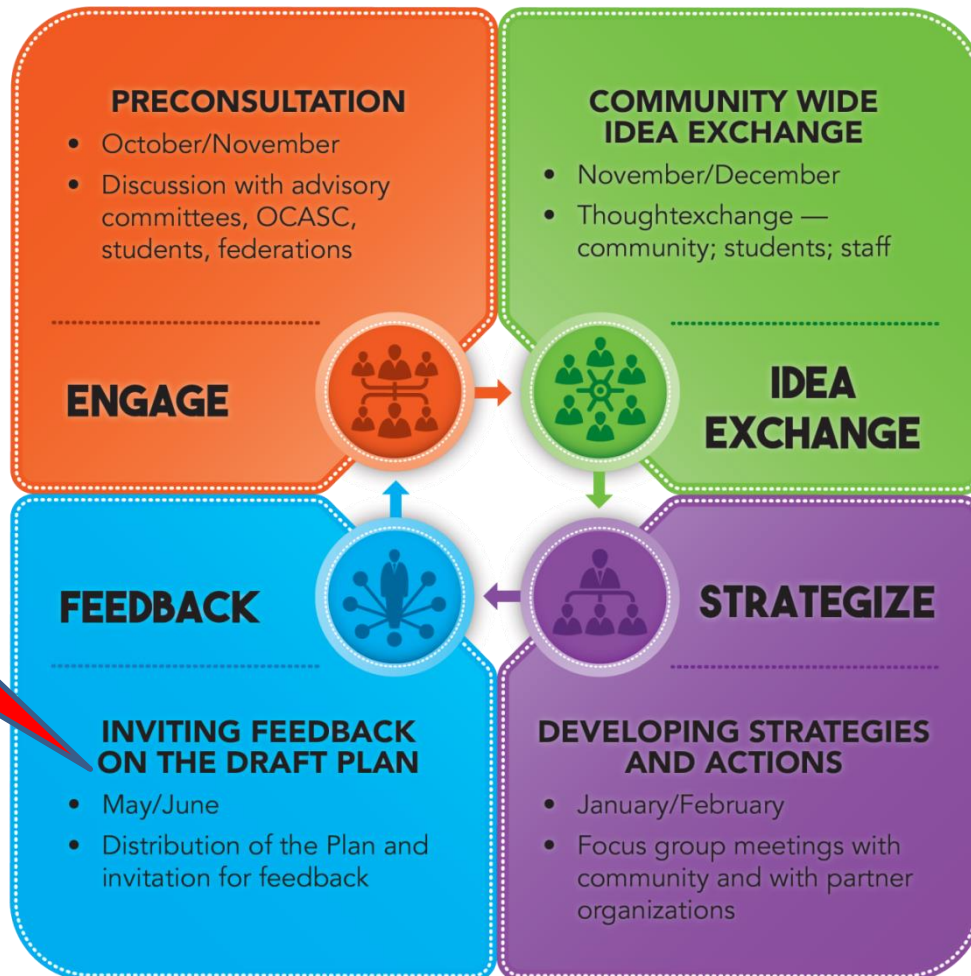 PRECONSULTATION
• October/November
• Discussion with advisory
committees, OCASC,
students, federations
ENGAGE
COMMUNITY WIDE
IDEA EXCHANGE
• November/December
• Thoughtexchange —
community; students; staff
IDEA
EXCHANGE
FEEDBACK
INVITING FEEDBACK
ON THE DRAFT PLAN
• May/June
• Distribution of the Plan and
invitation for feedback
STRATEGIZE
DEVELOPING STRATEGIES
AND ACTIONS
• January/February
• Focus group meetings with
community and with partner
organizations